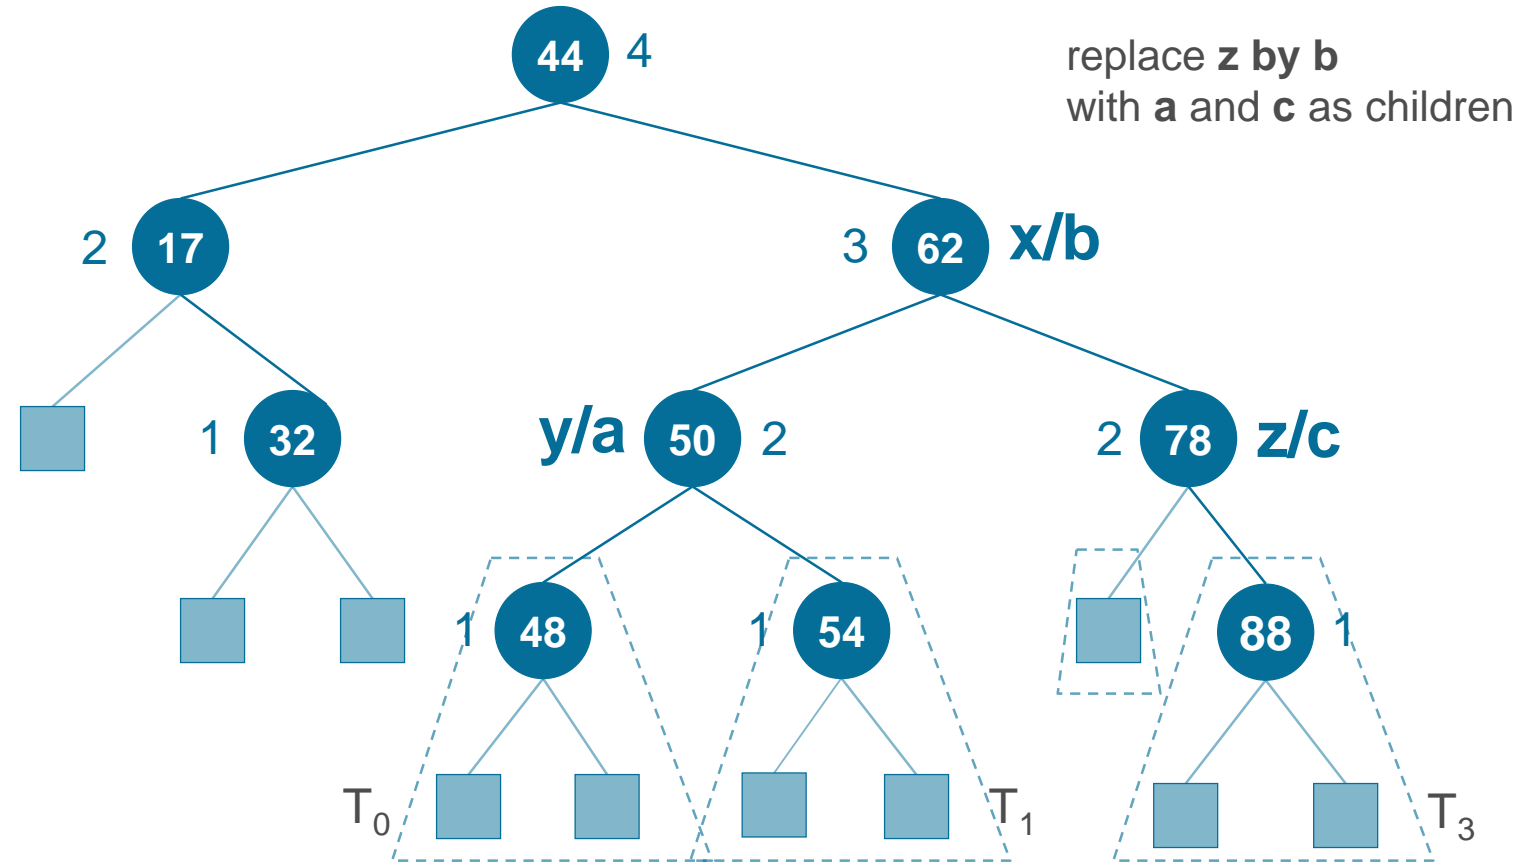 44 4
replace z by b
with a and c as children
2 17
3 62 x/b
1 32
y/a 50 2
2 78 z/c
1 48
1 54
88 1
T0
T1
T3